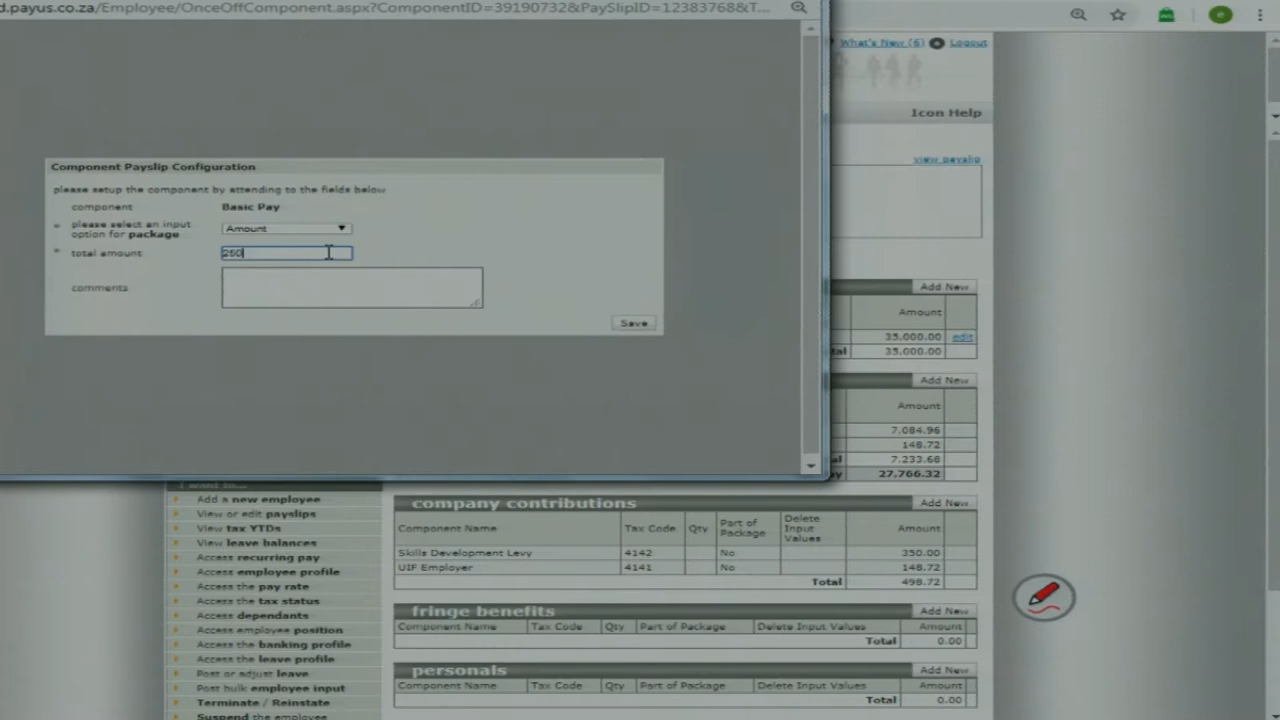 d.payus.co.za/Employee/OnceOffComponent.aspx?ComponentID=39190732&PaySlipID=12383768&T...
What's New (6) Logout
Icon Help
view payslip
Component Payslip Configuration
please setup the component by attending to the fields below
component Basic Pay
* please select an input option for package Amount
* total amount 250
comments
Save
Add New
Amount
35,000.00 edit
tal 35,000.00
Add New
Amount
7,084.96
148.72
al 7,233.68
27,766.32
I want to...
Add a new employee
View or edit payslips
View tax YTDs
View leave balances
Access recurring pay
Access employee profile
Access the pay rate
Access the tax status
Access dependants
Access employee position
Access the banking profile
Access the leave profile
Post or adjust leave
Post bulk employee input
Terminate / Reinstate
Suspend the employee
company contributions Add New
Component Name Tax Code Qty Part of Package Delete Input Values Amount
Skills Development Levy 4142 No 350.00
UIF Employer 4141 No 148.72
Total 498.72
fringe benefits Add New
Component Name Tax Code Qty Part of Package Delete Input Values Amount
Total 0.00
personals Add New
Component Name Tax Code Qty Part of Package Delete Input Values Amount
Total 0.00